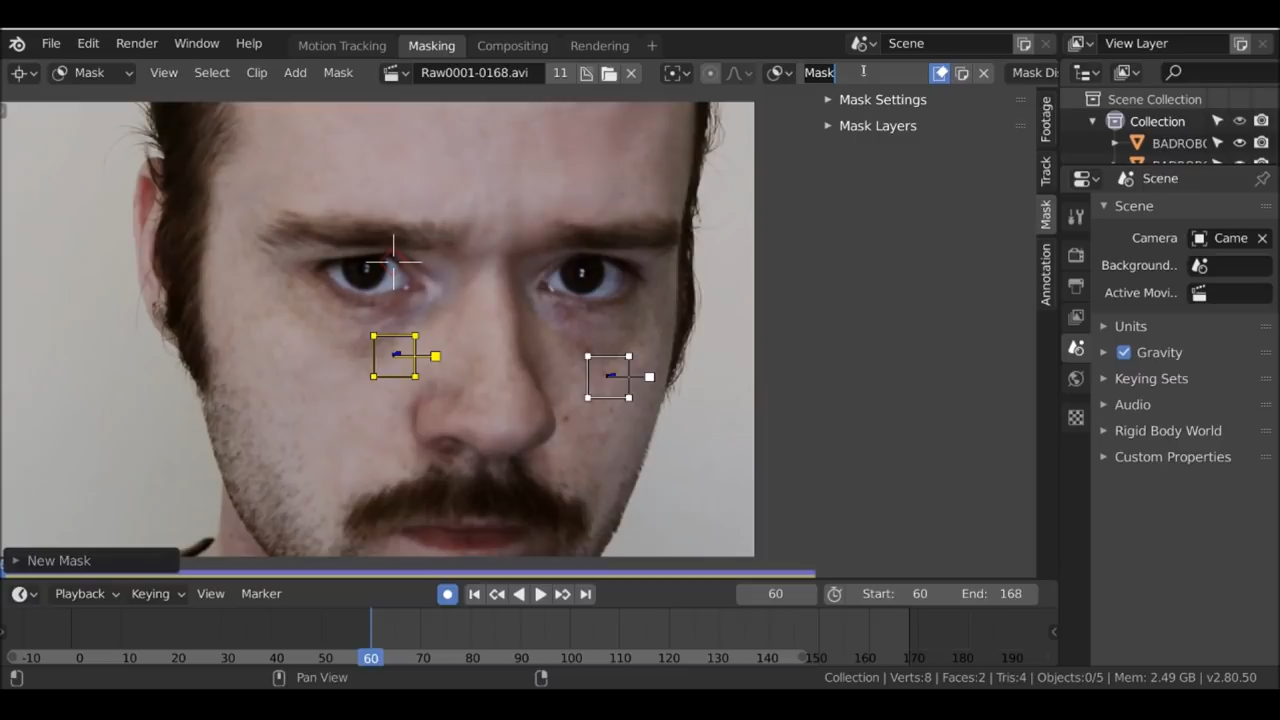 File Edit Render Window Help Motion Tracking Masking Compositing Rendering + Scene View Layer
Mask View Select Clip Add Mask Raw0001-0168.avi 11 Mask Mask Di
Mask Settings
Mask Layers
Footage
Track
Mask
Annotation
Scene Collection
Collection
BADROBO
BADROBO
Scene
Scene
Camera Came
Background..
Active Movi..
Units
Gravity
Keying Sets
Audio
Rigid Body World
Custom Properties
New Mask
Playback Keying View Marker 60 Start: 60 End: 168
-10 0 10 20 30 40 50 60 70 80 90 100 110 120 130 140 150 160 170 180 190
Pan View Collection | Verts:8 | Faces:2 | Tris:4 | Objects:0/5 | Mem: 2.49 GB | v2.80.50